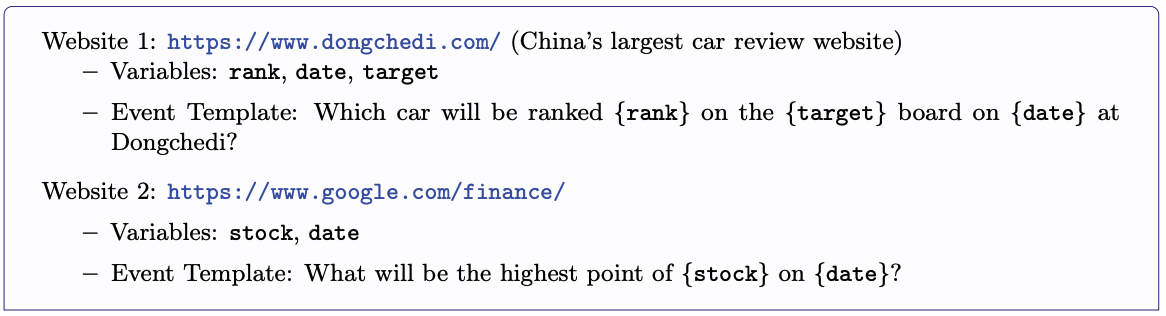 Website 1: https://www.dongchedi.com/ (China's largest car review website)
– Variables: rank, date, target
– Event Template: Which car will be ranked {rank} on the {target} board on {date} at
Dongchedi?
Website 2: https://www.google.com/finance/
– Variables: stock, date
– Event Template: What will be the highest point of {stock} on {date}?